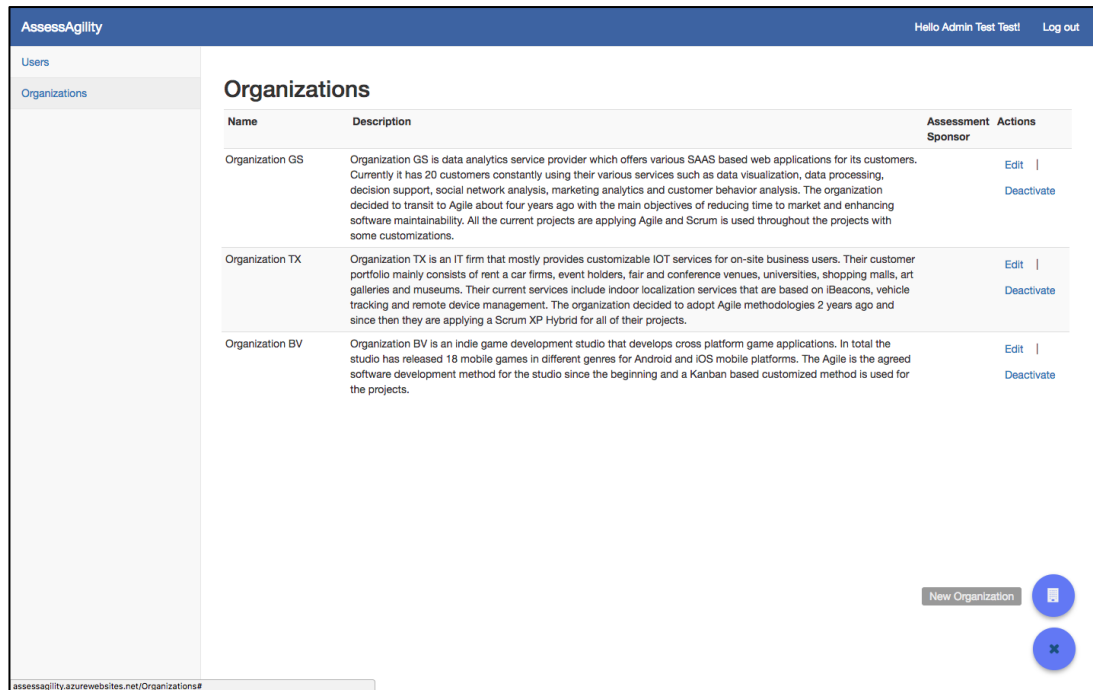 AssessAgility
Hello Admin Test Test!
Log out
Users
Organizations
Organizations
Name
Description
Assessment Sponsor
Actions
Organization GS
Organization GS is data analytics service provider which offers various SAAS based web applications for its customers.
Currently it has 20 customers constantly using their various services such as data visualization, data processing,
decision support, social network analysis, marketing analytics and customer behavior analysis. The organization
decided to transit to Agile about four years ago with the main objectives of reducing time to market and enhancing
software maintainability. All the current projects are applying Agile and Scrum is used throughout the projects with
some customizations.
Edit |
Deactivate
Organization TX
Organization TX is an IT firm that mostly provides customizable IOT services for on-site business users. Their customer
portfolio mainly consists of rent a car firms, event holders, fair and conference venues, universities, shopping malls, art
galleries and museums. Their current services include indoor localization services that are based on iBeacons, vehicle
tracking and remote device management. The organization decided to adopt Agile methodologies 2 years ago and
since then they are applying a Scrum XP Hybrid for all of their projects.
Edit |
Deactivate
Organization BV
Organization BV is an indie game development studio that develops cross platform game applications. In total the
studio has released 18 mobile games in different genres for Android and iOS mobile platforms. The Agile is the agreed
software development method for the studio since the beginning and a Kanban based customized method is used for
the projects.
Edit |
Deactivate
New Organization
assessagility.azurewebsites.net/Organizations#